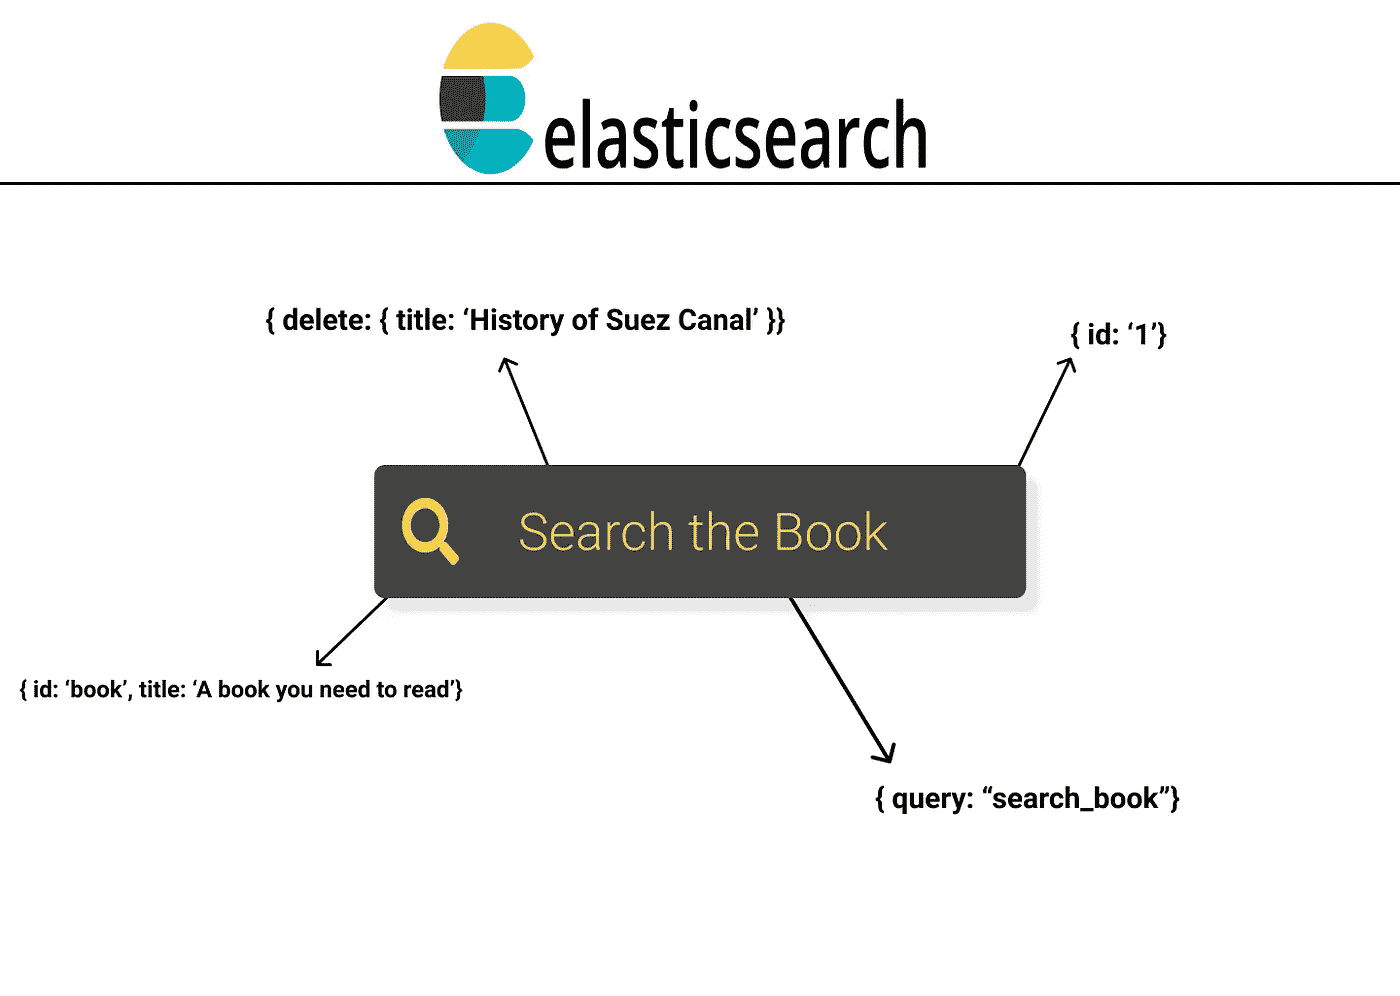 elasticsearch
{ delete: { title: ‘History of Suez Canal’ }}
{ id: ‘1’}
Search the Book
{ id: ‘book’, title: ‘A book you need to read’}
{ query: “search_book”}